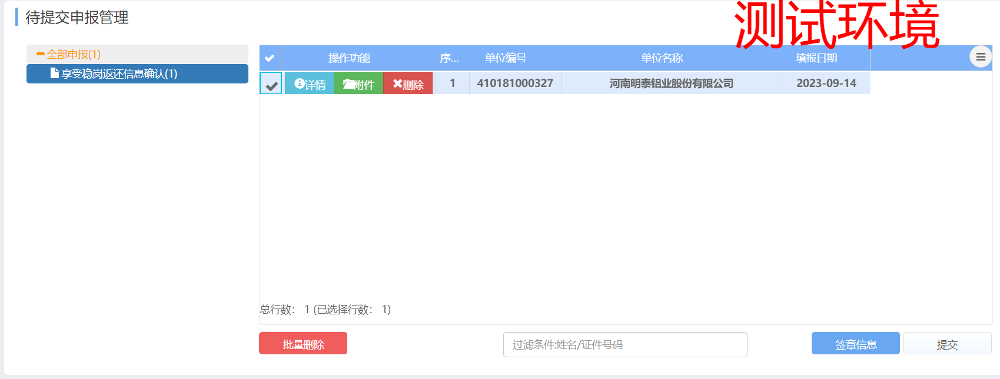 待提交申报管理
测试环境
全部申报(1)
享受稳岗返还信息确认(1)
操作功能 序... 单位编号 单位名称 填报日期
详情 附件 删除 1 410181000327 河南明泰铝业股份有限公司 2023-09-14
总行数： 1 (已选择行数： 1)
批量删除 过滤条件:姓名/证件号码 签章信息 提交